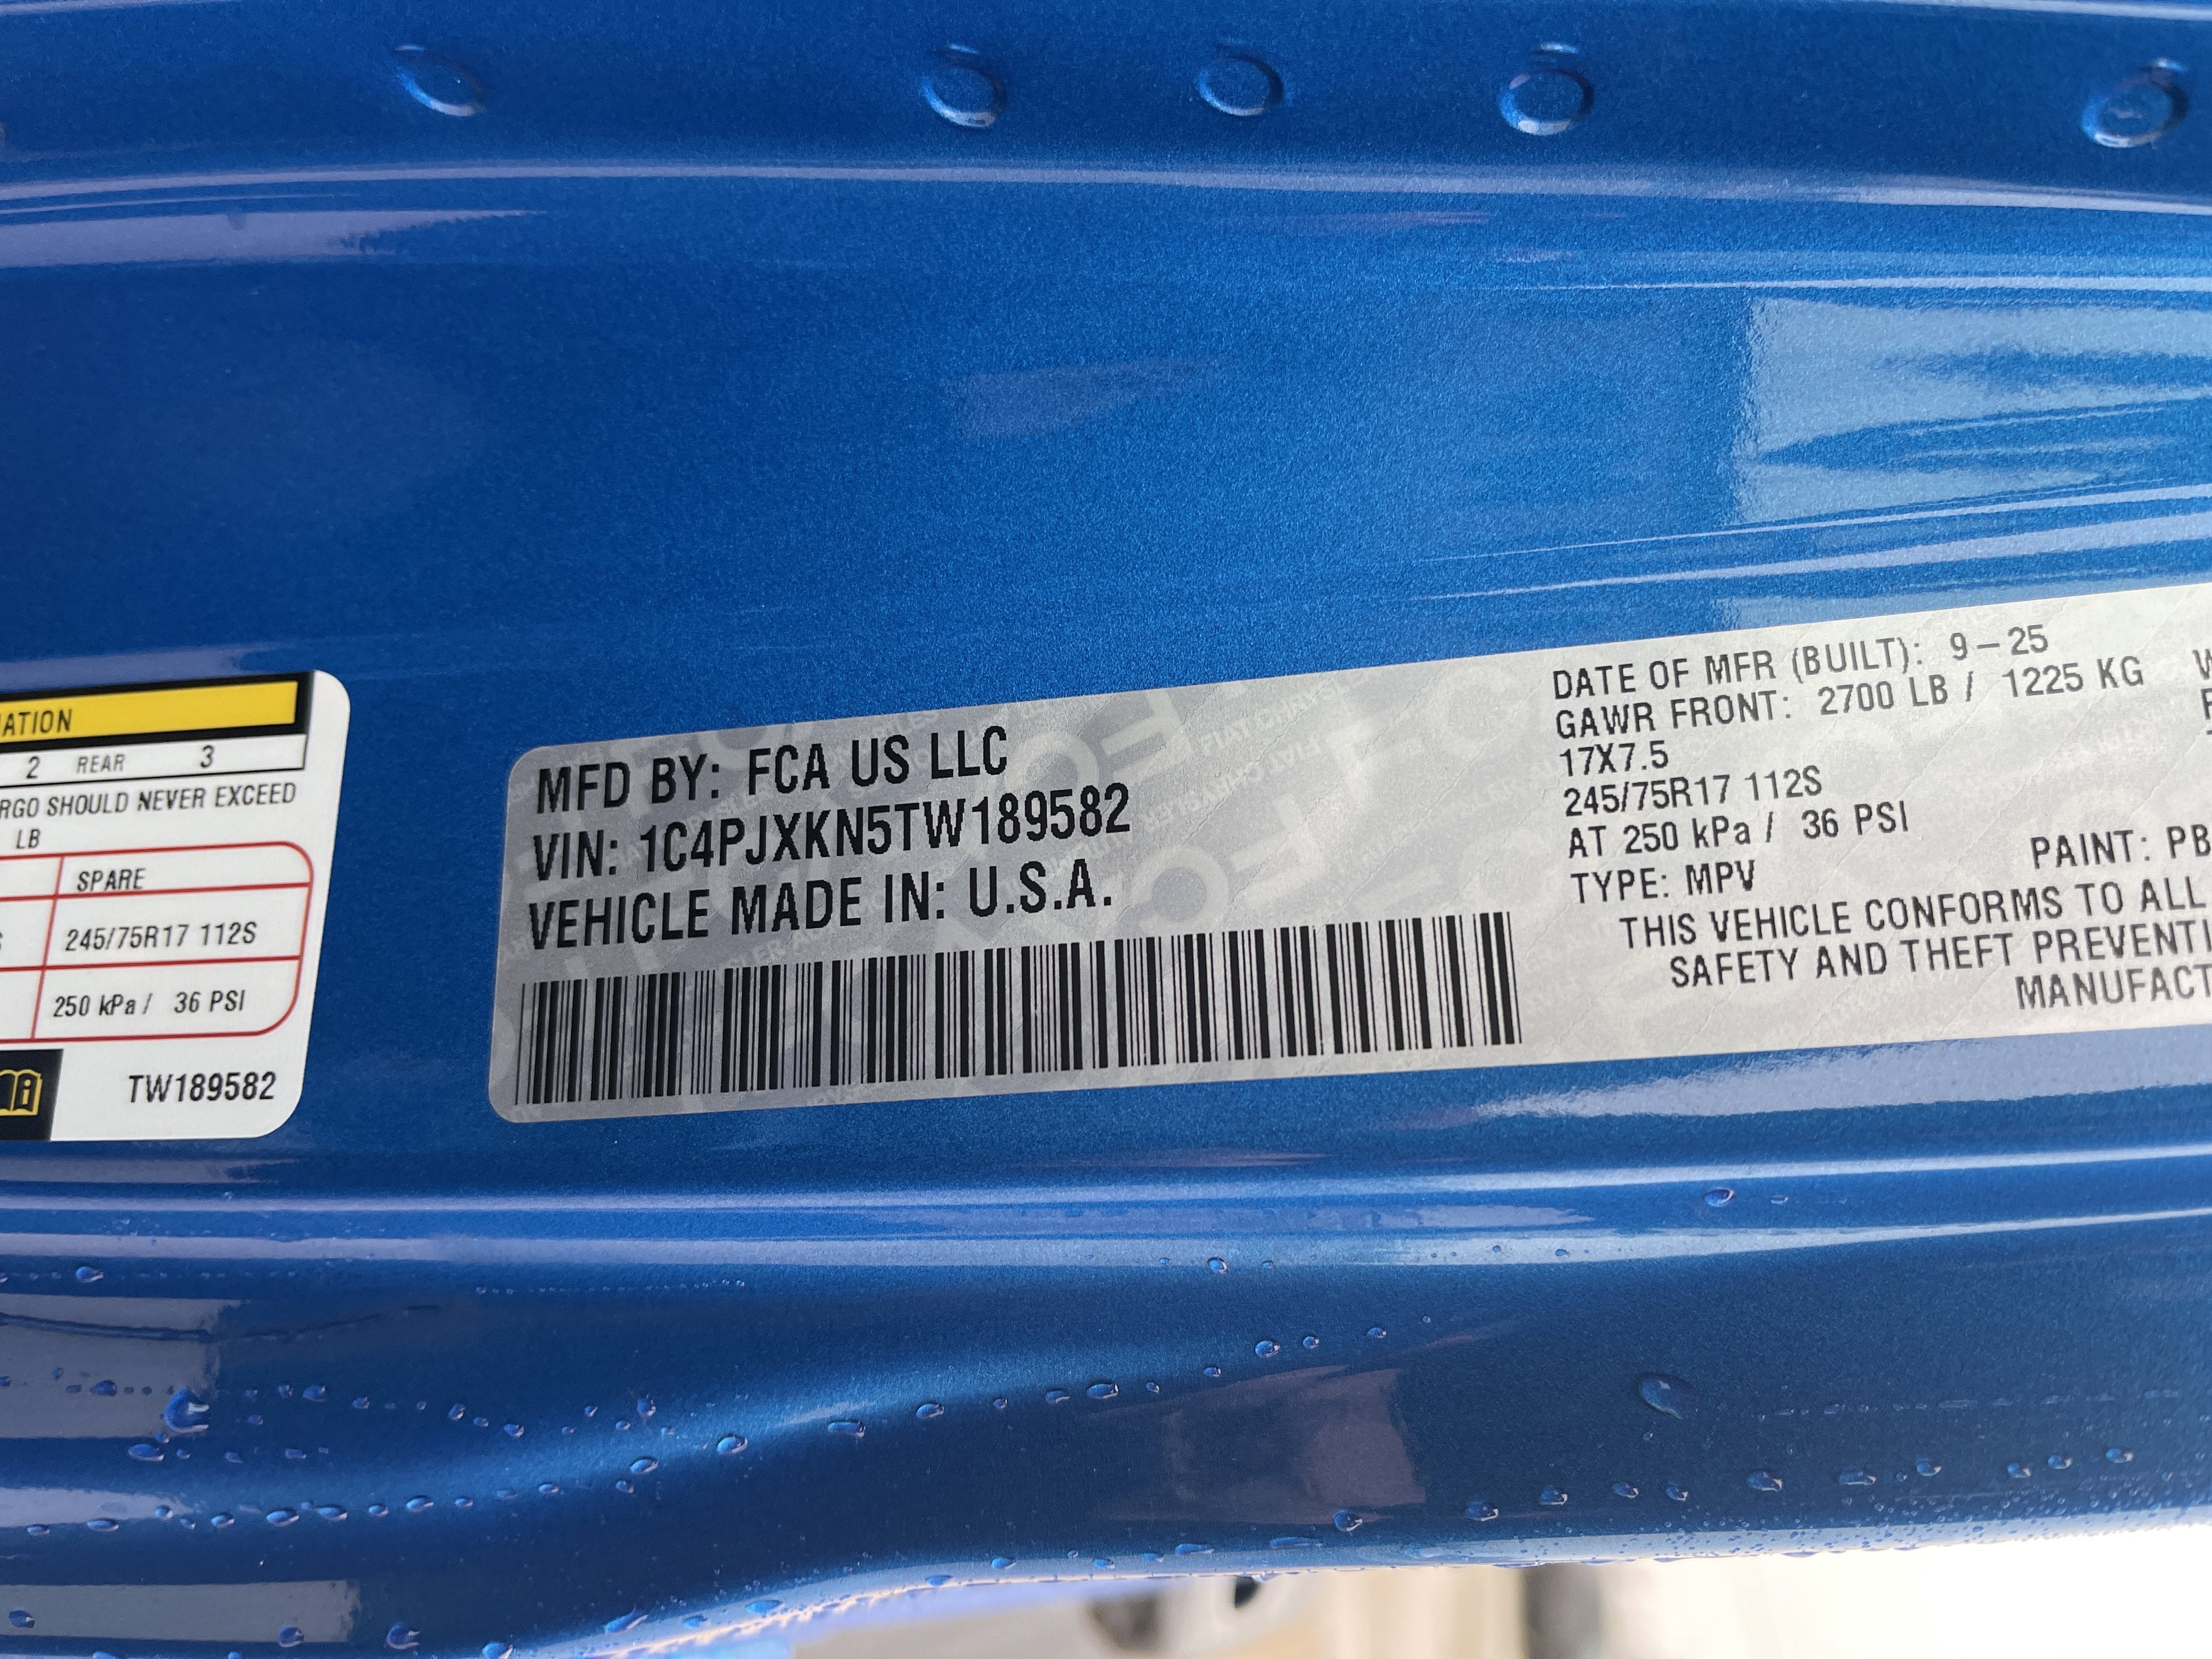 ATION
2 REAR 3
RGO SHOULD NEVER EXCEED
LB
SPARE
245/75R17 112S
250 kPa / 36 PSI
TW189582
MFD BY: FCA US LLC
VIN: 1C4PJXKN5TW189582
VEHICLE MADE IN: U.S.A.
DATE OF MFR (BUILT): 9-25
GAWR FRONT: 2700 LB / 1225 KG
17X7.5
245/75R17 112S
AT 250 kPa / 36 PSI
TYPE: MPV
PAINT: PB
THIS VEHICLE CONFORMS TO ALL
SAFETY AND THEFT PREVENTI
MANUFACT